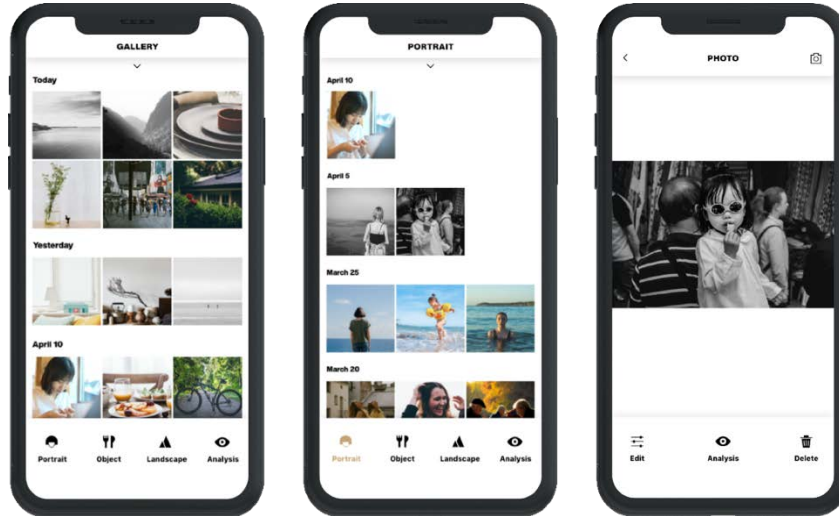 GALLERY
Today
Yesterday
April 10
Portrait Object Landscape Analysis
PORTRAIT
April 10
April 5
March 25
March 20
Portrait Object Landscape Analysis
PHOTO
Edit Analysis Delete